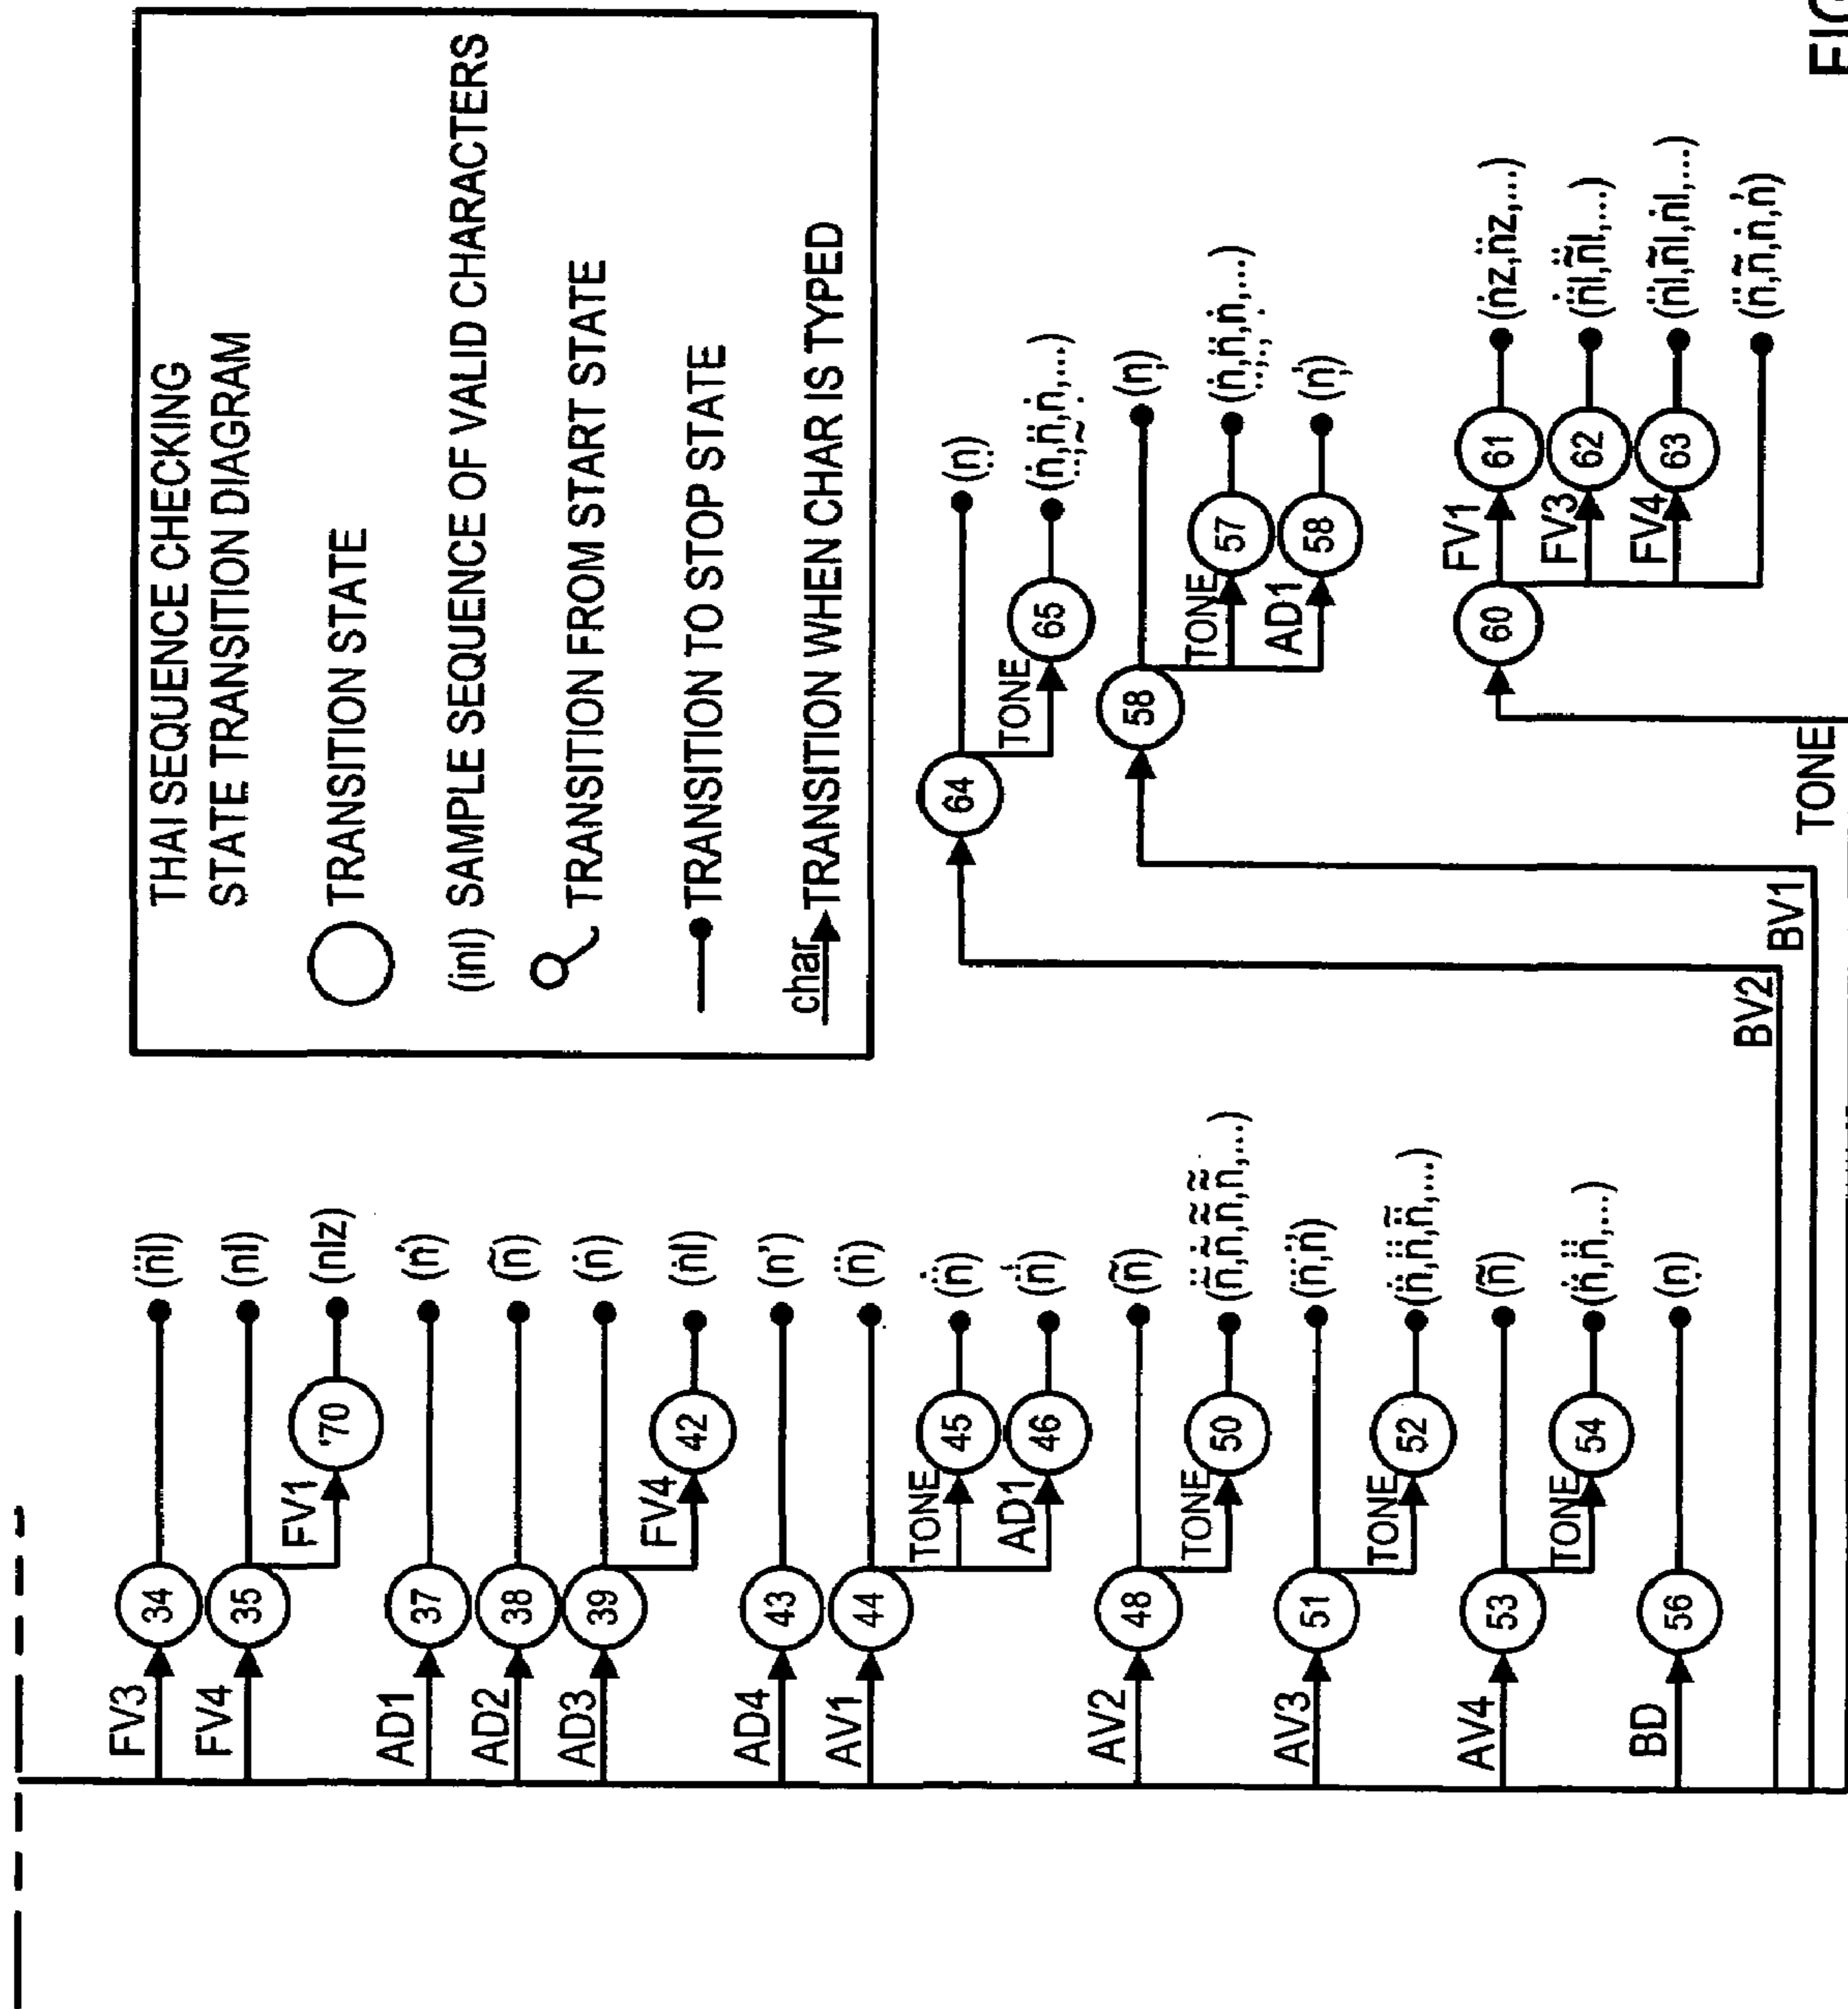 THAI SEQUENCE CHECKING
STATE TRANSITION DIAGRAM
TRANSITION STATE
(inl) SAMPLE SEQUENCE OF VALID CHARACTERS
TRANSITION FROM START STATE
TRANSITION TO STOP STATE
char TRANSITION WHEN CHAR IS TYPED
FV3 34 (n̈l)
FV4 35 (nl)
FV1 '70 (nlz)
AD1 37
AD2 38 (ñ)
AD3 39 (ṅ)
FV4 42 (ṅl)
AD4 43 (n')
AV1 44 (n̈)
TONE 45
AD1 46
AV2 48 (ñ)
TONE 50
AV3 51
TONE 52
AV4 53 (ñ)
TONE 54
BD 56 (ṇ)
BV2
BV1
TONE
64 (n̤)
TONE 65
58 (n̦)
TONE 57
AD1 58
60
FV1 61
FV3 62
FV4 63